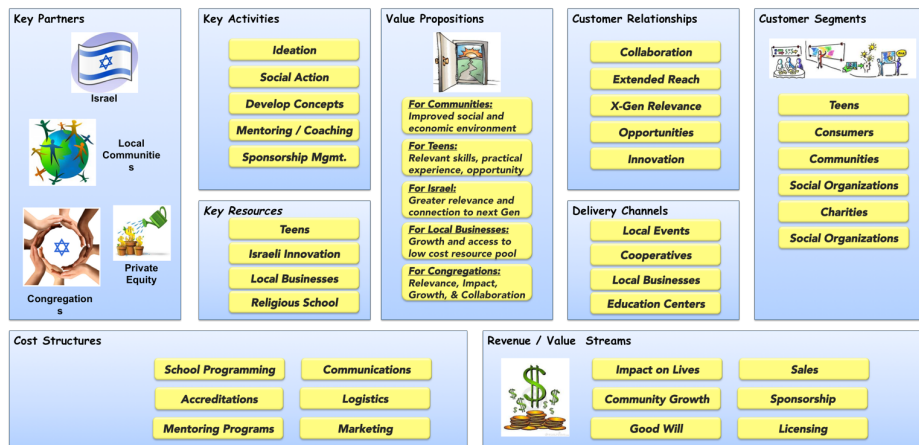 Key Partners
Israel
Local
Communitie
s
Congregation
s
Private
Equity
Key Activities
Ideation
Social Action
Develop Concepts
Mentoring / Coaching
Sponsorship Mgmt.
Key Resources
Teens
Israeli Innovation
Local Businesses
Religious School
Value Propositions
For Communities:
Improved social and
economic environment
For Teens:
Relevant skills, practical
experience, opportunity
For Israel:
Greater relevance and
connection to next Gen
For Local Businesses:
Growth and access to
low cost resource pool
For Congregations:
Relevance, Impact,
Growth, & Collaboration
Customer Relationships
Collaboration
Extended Reach
X-Gen Relevance
Opportunities
Innovation
Delivery Channels
Local Events
Cooperatives
Local Businesses
Education Centers
Customer Segments
Teens
Consumers
Communities
Social Organizations
Charities
Social Organizations
Cost Structures
School Programming
Communications
Accreditations
Logistics
Mentoring Programs
Marketing
Revenue / Value Streams
Impact on Lives
Sales
Community Growth
Sponsorship
Good Will
Licensing